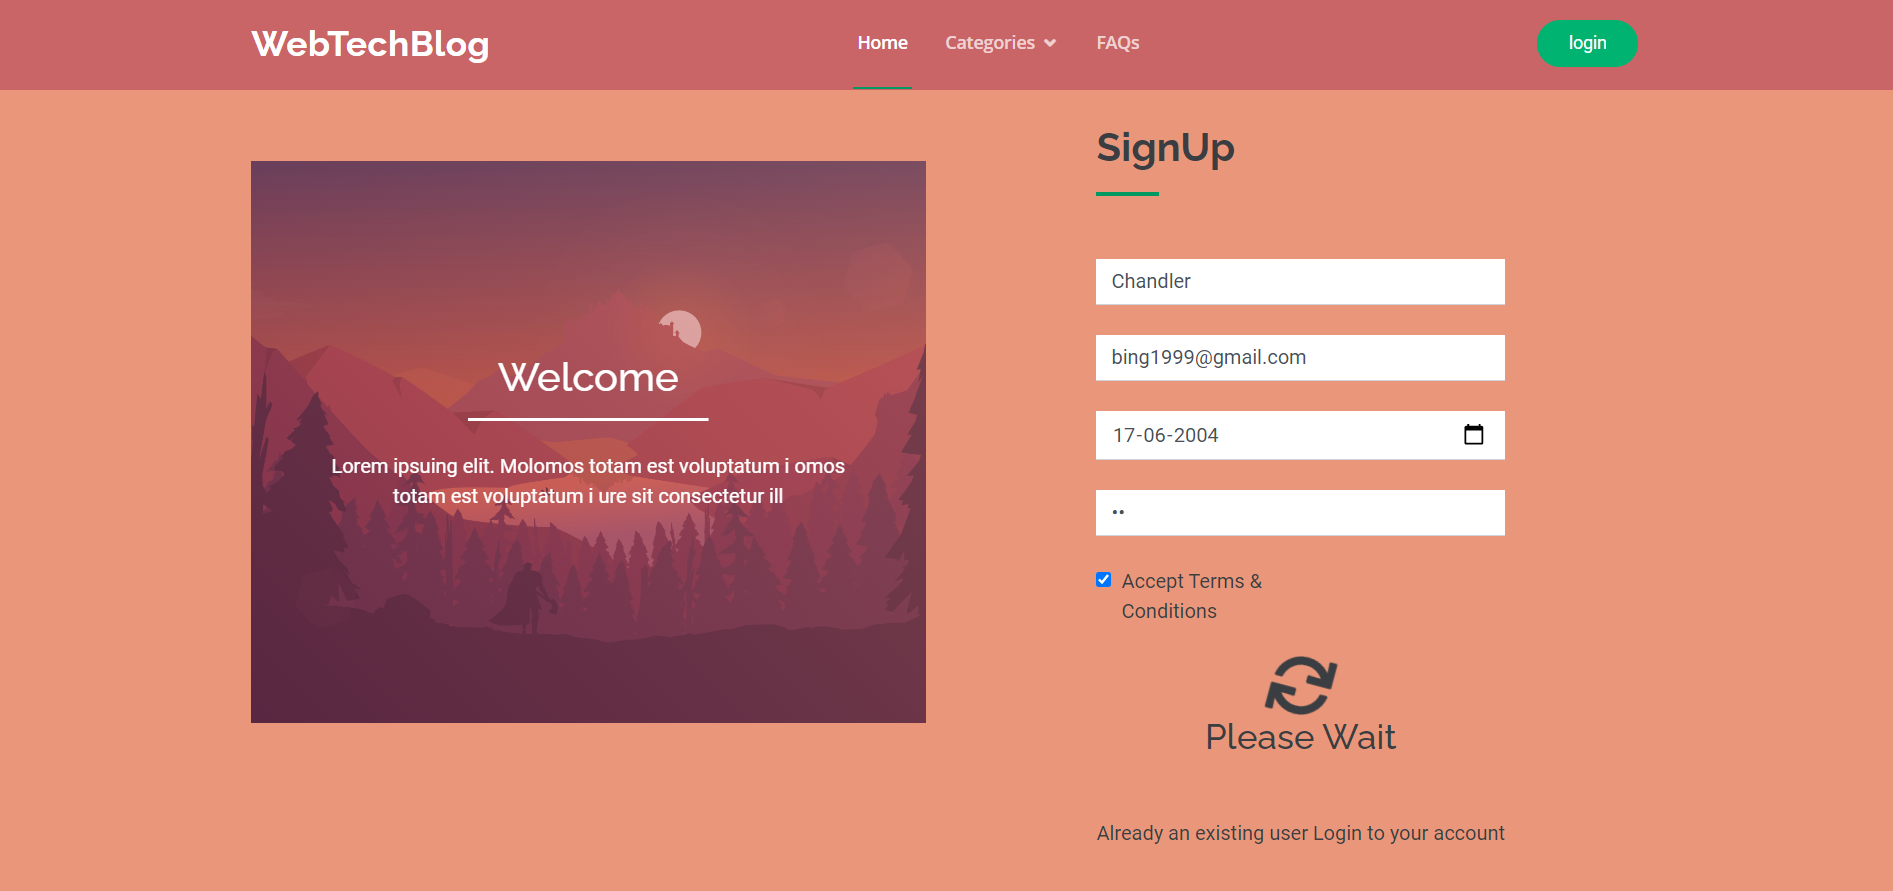 WebTechBlog
Home
Categories
FAQs
login
Welcome
Lorem ipsuing elit. Molomos totam est voluptatum i omos
totam est voluptatum i ure sit consectetur ill
SignUp
Chandler
bing1999@gmail.com
17-06-2004
••
Accept Terms &
Conditions
Please Wait
Already an existing user Login to your account